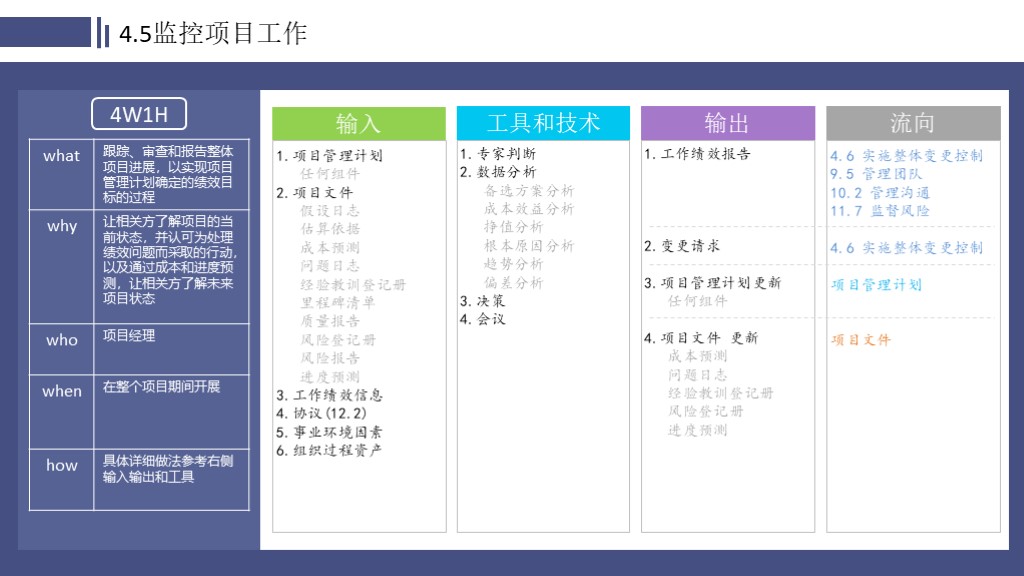 4.5监控项目工作
4W1H
what
跟踪、审查和报告整体
项目进展，以实现项目
管理计划确定的绩效目
标的过程
why
让相关方了解项目的当
前状态，并认可为处理
绩效问题而采取的行动，
以及通过成本和进度预
测，让相关方了解未来
项目状态
who
项目经理
when
在整个项目期间开展
how
具体详细做法参考右侧
输入输出和工具
输入
1.项目管理计划
任何组件
2.项目文件
假设日志
估算依据
成本预测
问题日志
经验教训登记册
里程碑清单
质量报告
风险登记册
风险报告
进度预测
3.工作绩效信息
4.协议(12.2)
5.事业环境因素
6.组织过程资产
工具和技术
1.专家判断
2.数据分析
备选方案分析
成本效益分析
挣值分析
根本原因分析
趋势分析
偏差分析
3.决策
4.会议
输出
1.工作绩效报告
2.变更请求
3.项目管理计划更新
任何组件
4.项目文件 更新
成本预测
问题日志
经验教训登记册
风险登记册
进度预测
流向
4.6 实施整体变更控制
9.5 管理团队
10.2 管理沟通
11.7 监督风险
4.6 实施整体变更控制
项目管理计划
项目文件